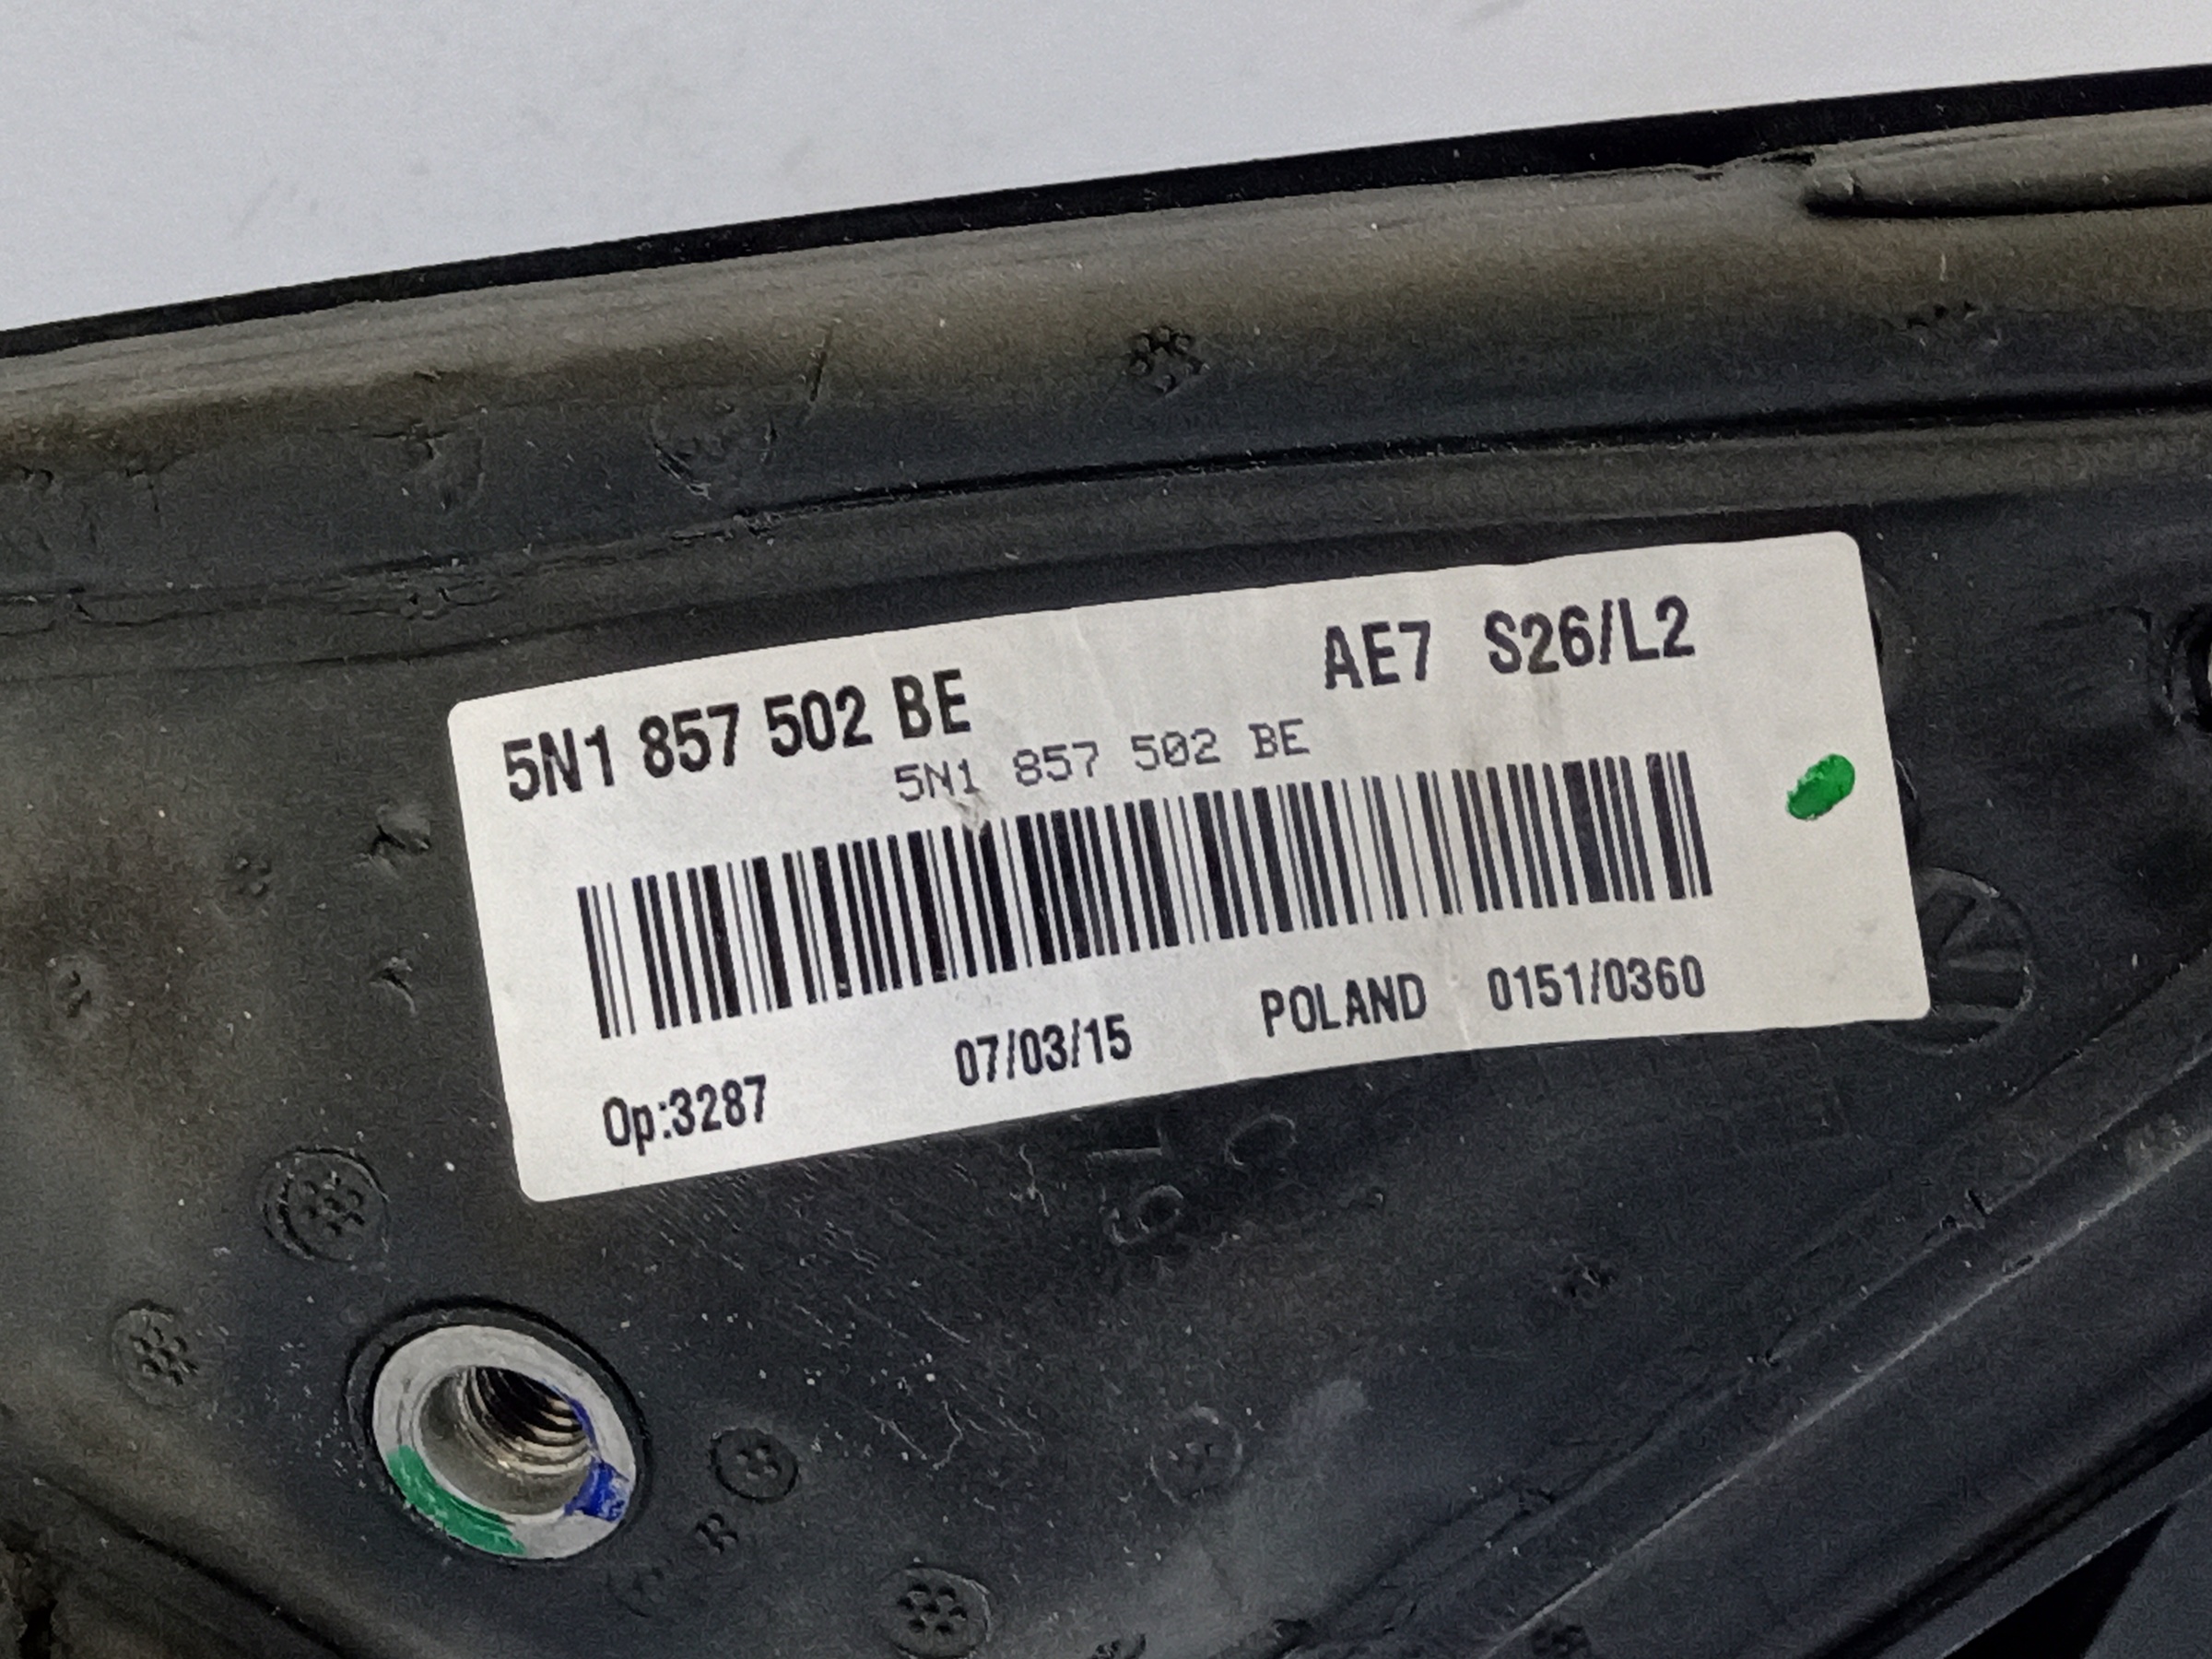 5N1 857 502 BE AE7 S26/L2
5N1 857 502 BE
Op:3287 07/03/15 POLAND 0151/0360
R